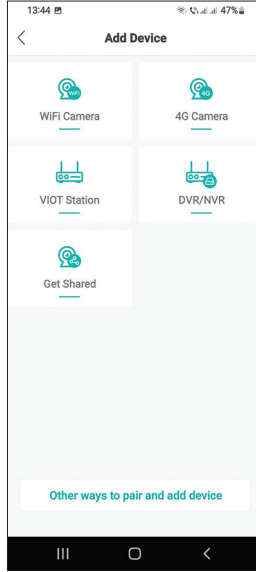 13:44 47%
Add Device
WiFi
4G
WiFi Camera
4G Camera
VIOT Station
DVR/NVR
Get Shared
Other ways to pair and add device